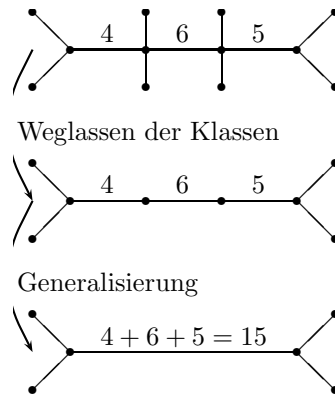 4 6 5
Weglassen der Klassen
4 6 5
Generalisierung
4 + 6 + 5 = 15